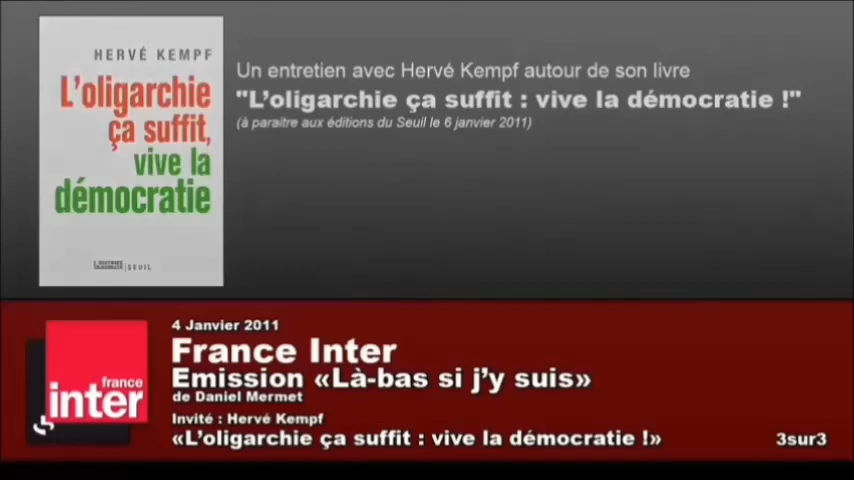 HERVÉ KEMPF
L'oligarchie
ça suffit,
vive la
démocratie
SEUIL
Un entretien avec Hervé Kempf autour de son livre
"L'oligarchie ça suffit : vive la démocratie !"
(à paraitre aux éditions du Seuil le 6 janvier 2011)
4 Janvier 2011
France Inter
Emission «Là-bas si j'y suis»
de Daniel Mermet
Invité : Hervé Kempf
«L'oligarchie ça suffit : vive la démocratie !»
3sur3
france
inter